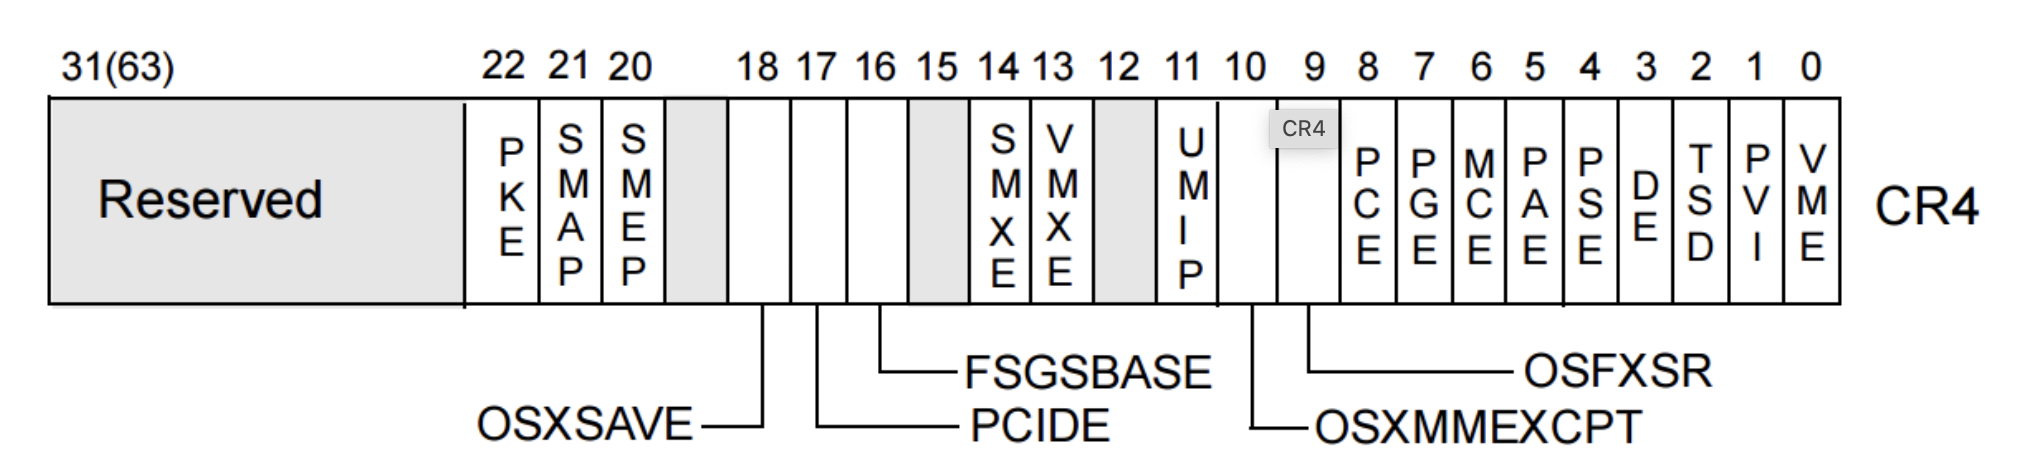 31(63) 22 21 20 18 17 16 15 14 13 12 11 10 9 8 7 6 5 4 3 2 1 0
Reserved PKE SMAP SMEP SMXE VMXE UMIP CR4 PCE PGE MCE PAE PSE DE TSD PVI VME CR4
FSGSBASE OSFXSR
OSXSAVE PCIDE OSXMMEXCPT